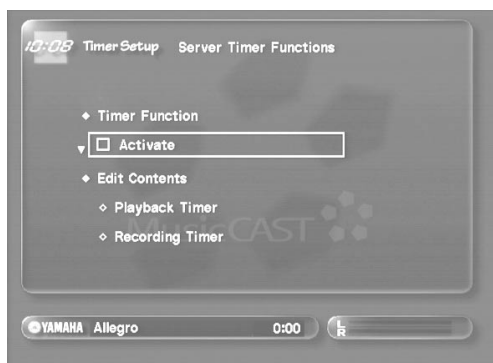 10:08 Timer Setup Server Timer Functions
Timer Function
Activate
Edit Contents
Playback Timer
Recording Timer
MusicCAST
YAMAHA Allegro 0:00 L
R